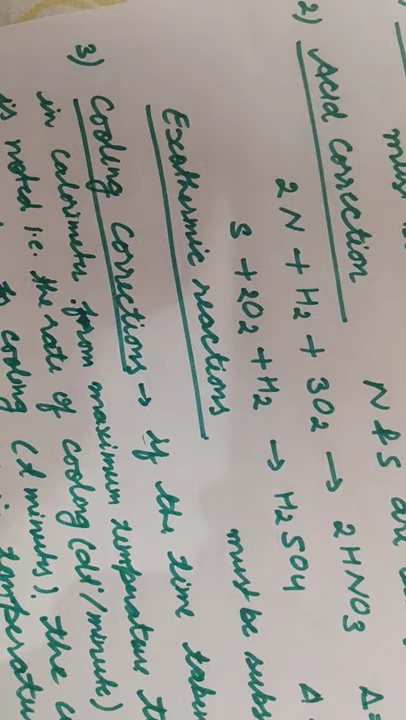 2) Acid correction
N & S are
2N + H2 + 3O2 → 2HNO3
S + 2O2 + H2 → H2SO4
must be subs
Exothermic reactions
3) Cooling Corrections → if the time taken
in calorimeter from maximum temperature
is noted i.e. the rate of cooling (dt/minute)
cooling (x minutes). the
temperatu